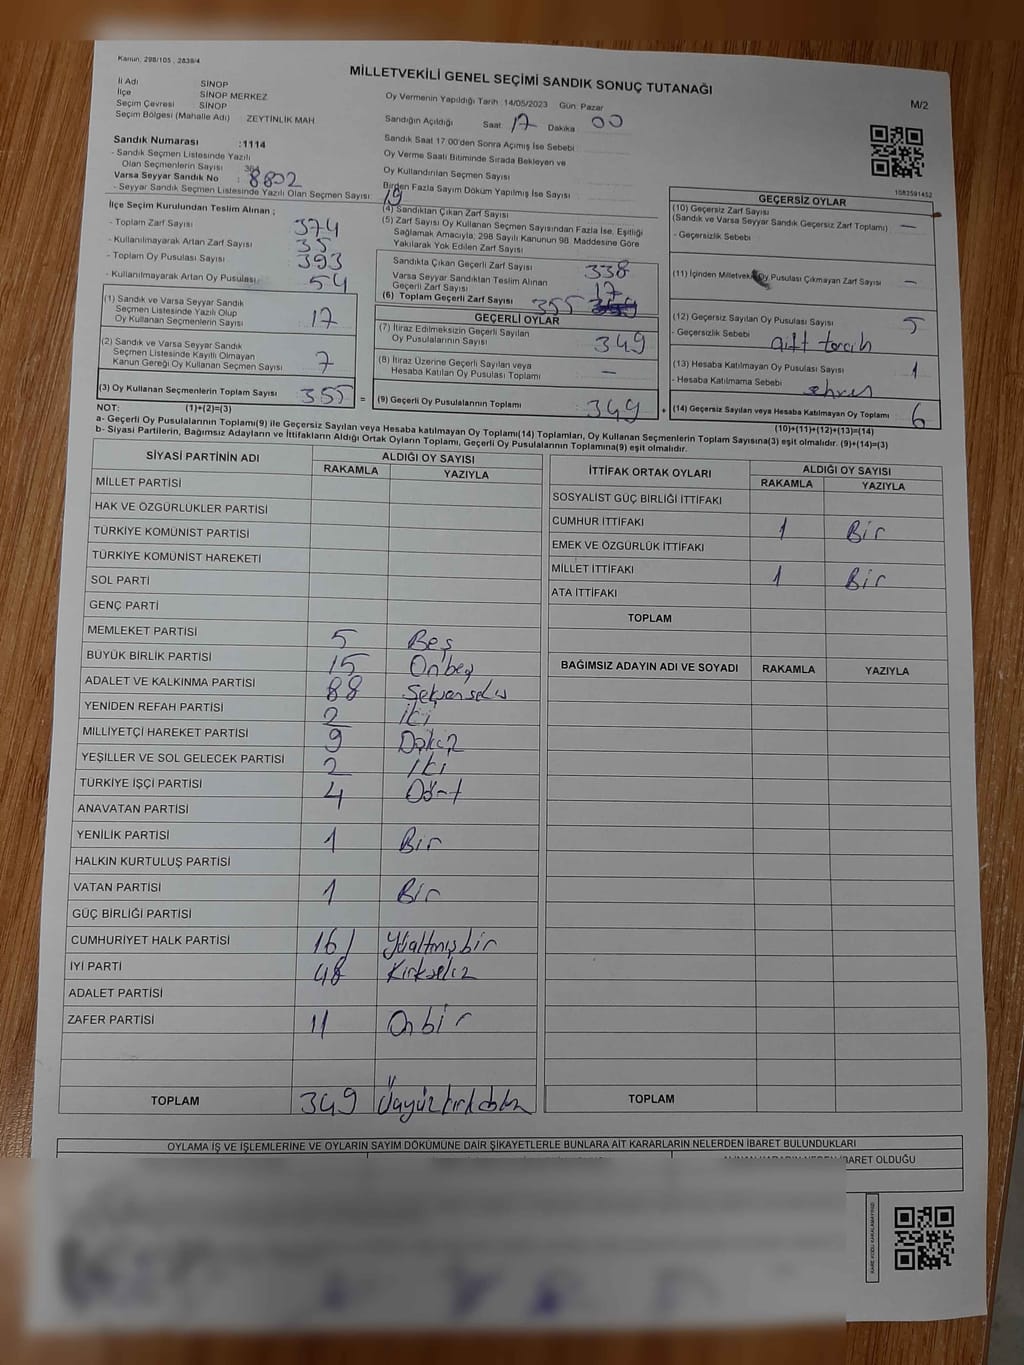 Kanun: 298/105 , 2839/4
MİLLETVEKİLİ GENEL SEÇİMİ SANDIK SONUÇ TUTANAĞI
M/2
İl Adı SİNOP
İlçe SİNOP MERKEZ
Seçim Çevresi SİNOP
Seçim Bölgesi (Mahalle Adı) : ZEYTİNLİK MAH
Sandık Numarası :1114
- Sandık Seçmen Listesinde Yazılı
Olan Seçmenlerin Sayısı
Varsa Seyyar Sandık No : 8802
- Seyyar Sandık Seçmen Listesinde Yazılı Olan Seçmen Sayısı: 19
Oy Vermenin Yapıldığı Tarih :14/05/2023 Gün: Pazar
Sandığın Açıldığı Saat 17 Dakika 00
Sandık Saat 17.00'den Sonra Açımış İse Sebebi
Oy Verme Saati Bitiminde Sırada Bekleyen ve
Oy Kullandırılan Seçmen Sayısı
Birden Fazla Sayım Döküm Yapılmış İse Sayısı
(4) Sandıktan Çıkan Zarf Sayısı
(5) Zarf Sayısı Oy Kullanan Seçmen Sayısından Fazla İse, Eşitliği
Sağlamak Amacıyla, 298 Sayılı Kanunun 98. Maddesine Göre
Yakılarak Yok Edilen Zarf Sayısı
1083591452
İlçe Seçim Kurulundan Teslim Alınan ;
- Toplam Zarf Sayısı 374
- Kullanılmayarak Artan Zarf Sayısı : 35
- Toplam Oy Pusulası Sayısı 393
- Kullanılmayarak Artan Oy Pusulası : 54
(1) Sandık ve Varsa Seyyar Sandık
Seçmen Listesinde Yazılı Olup
Oy Kullanan Seçmenlerin Sayısı 17
(2) Sandık ve Varsa Seyyar Sandık
Seçmen Listesinde Kayıtlı Olmayan
Kanun Gereği Oy Kullanan Seçmen Sayısı 7
(3) Oy Kullanan Seçmenlerin Toplam Sayısı 355
(1)+(2)=(3)
Sandıkta Çıkan Geçerli Zarf Sayısı 338
Varsa Seyyar Sandıktan Teslim Alınan
Geçerli Zarf Sayısı 17
(6) Toplam Geçerli Zarf Sayısı 355
GEÇERLİ OYLAR
(7) İtiraz Edilmeksizin Geçerli Sayılan
Oy Pusulalarının Sayısı 349
(8) İtiraz Üzerine Geçerli Sayılan veya
Hesaba Katılan Oy Pusulası Toplamı —
(9) Geçerli Oy Pusulalarının Toplamı 349
GEÇERSİZ OYLAR
(10) Geçersiz Zarf Sayısı
(Sandık ve Varsa Seyyar Sandık Geçersiz Zarf Toplamı) —
- Geçersizlik Sebebi
(11) İçinden Milletvekili Oy Pusulası Çıkmayan Zarf Sayısı —
(12) Geçersiz Sayılan Oy Pusulası Sayısı 5
- Geçersizlik Sebebi çift tercih
(13) Hesaba Katılmayan Oy Pusulası Sayısı 1
- Hesaba Katılmama Sebebi
(14) Geçersiz Sayılan veya Hesaba Katılmayan Oy Toplamı 6
(10)+(11)+(12)+(13)=(14)
NOT:
a- Geçerli Oy Pusulalarının Toplamı(9) ile Geçersiz Sayılan veya Hesaba katılmayan Oy Toplamı(14) Toplamları, Oy Kullanan Seçmenlerin Toplam Sayısına(3) eşit olmalıdır. (9)+(14)=(3)
b- Siyasi Partilerin, Bağımsız Adayların ve İttifakların Aldığı Ortak Oyların Toplamı, Geçerli Oy Pusulalarının Toplamına(9) eşit olmalıdır.
SİYASİ PARTİNİN ADI ALDIĞI OY SAYISI
RAKAMLA YAZIYLA
MİLLET PARTİSİ
HAK VE ÖZGÜRLÜKLER PARTİSİ
TÜRKİYE KOMÜNİST PARTİSİ
TÜRKİYE KOMÜNİST HAREKETİ
SOL PARTİ
GENÇ PARTİ
MEMLEKET PARTİSİ 5 Beş
BÜYÜK BİRLİK PARTİSİ 15 Onbeş
ADALET VE KALKINMA PARTİSİ 88
YENİDEN REFAH PARTİSİ 2 iki
MİLLİYETÇİ HAREKET PARTİSİ 9 Dokuz
YEŞİLLER VE SOL GELECEK PARTİSİ 2 iki
TÜRKİYE İŞÇİ PARTİSİ 4 Dört
ANAVATAN PARTİSİ
YENİLİK PARTİSİ 1 Bir
HALKIN KURTULUŞ PARTİSİ
VATAN PARTİSİ 1 Bir
GÜÇ BİRLİĞİ PARTİSİ
CUMHURİYET HALK PARTİSİ 161 Yüzaltmışbir
İYİ PARTİ 48 Kırksekiz
ADALET PARTİSİ
ZAFER PARTİSİ 11 Onbir
TOPLAM 349 Üçyüzkırkdokuz
İTTİFAK ORTAK OYLARI ALDIĞI OY SAYISI
RAKAMLA YAZIYLA
SOSYALİST GÜÇ BİRLİĞİ İTTİFAKI
CUMHUR İTTİFAKI 1 Bir
EMEK VE ÖZGÜRLÜK İTTİFAKI
MİLLET İTTİFAKI 1 Bir
ATA İTTİFAKI
TOPLAM
BAĞIMSIZ ADAYIN ADI VE SOYADI RAKAMLA YAZIYLA
TOPLAM
OYLAMA İŞ VE İŞLEMLERİNE VE OYLARIN SAYIM DÖKÜMÜNE DAİR ŞİKAYETLERLE BUNLARA AİT KARARLARIN NELERDEN İBARET BULUNDUKLARI
İBARET OLDUĞU
KARE KODU KARALAMAYINIZ!